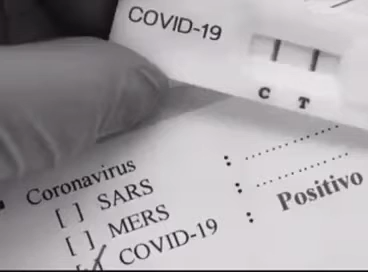 COVID-19
C T
Coronavirus
[ ] SARS : ................
[ ] MERS : ................
[✓] COVID-19 : Positivo